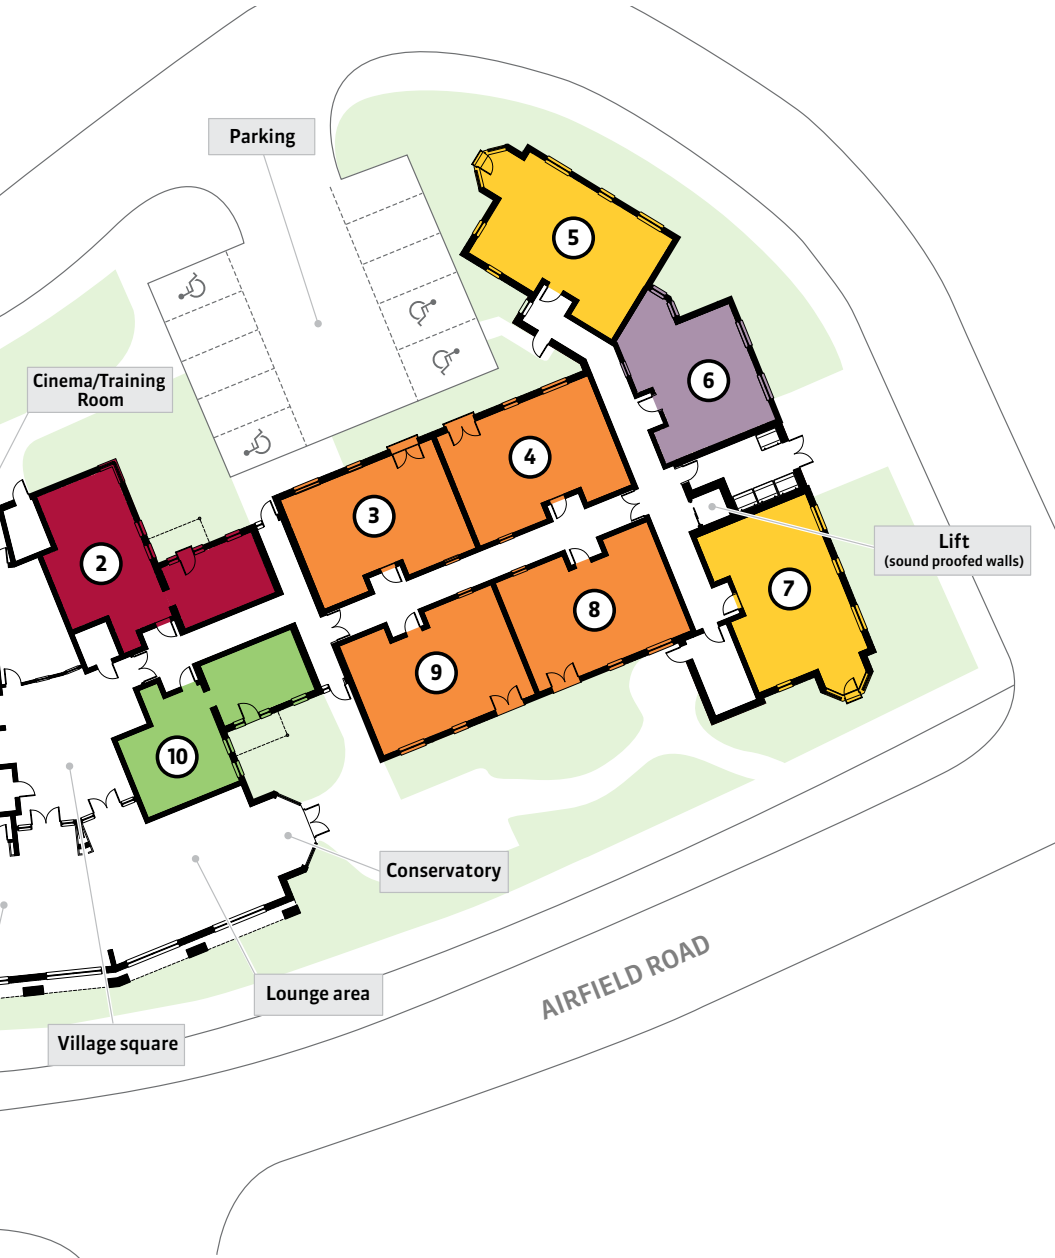 Parking
5
6
Cinema/Training
Room
4
3
Lift
(sound proofed walls)
2
7
8
9
10
Conservatory
AIRFIELD ROAD
Lounge area
Village square